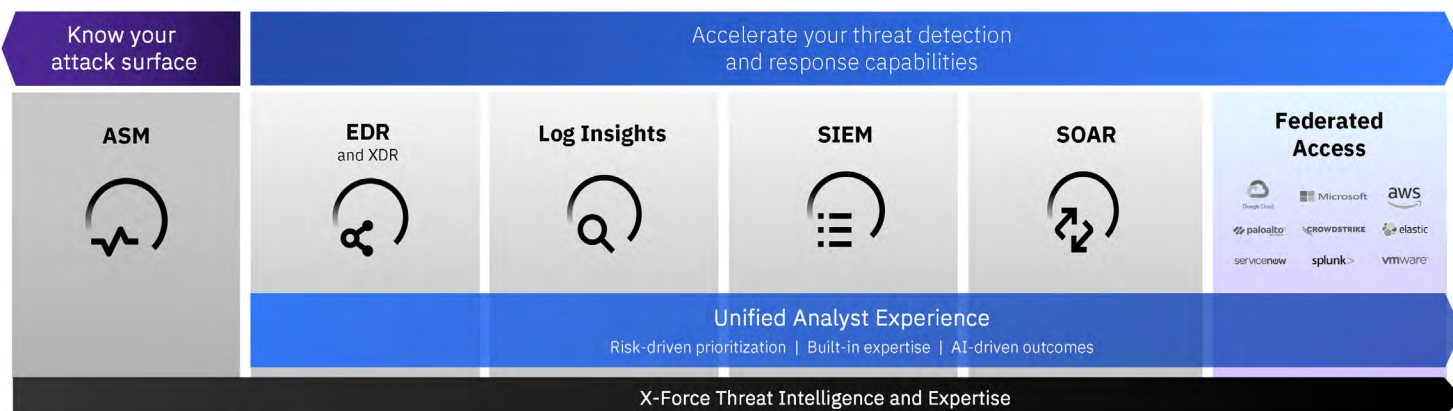 Know your
attack surface
Accelerate your threat detection
and response capabilities
ASM
EDR
and XDR
Log Insights
SIEM
SOAR
Federated
Access
Google Cloud
Microsoft
aws
paloalto
CROWDSTRIKE
elastic
servicenow
splunk>
vmware
Unified Analyst Experience
Risk-driven prioritization | Built-in expertise | AI-driven outcomes
X-Force Threat Intelligence and Expertise